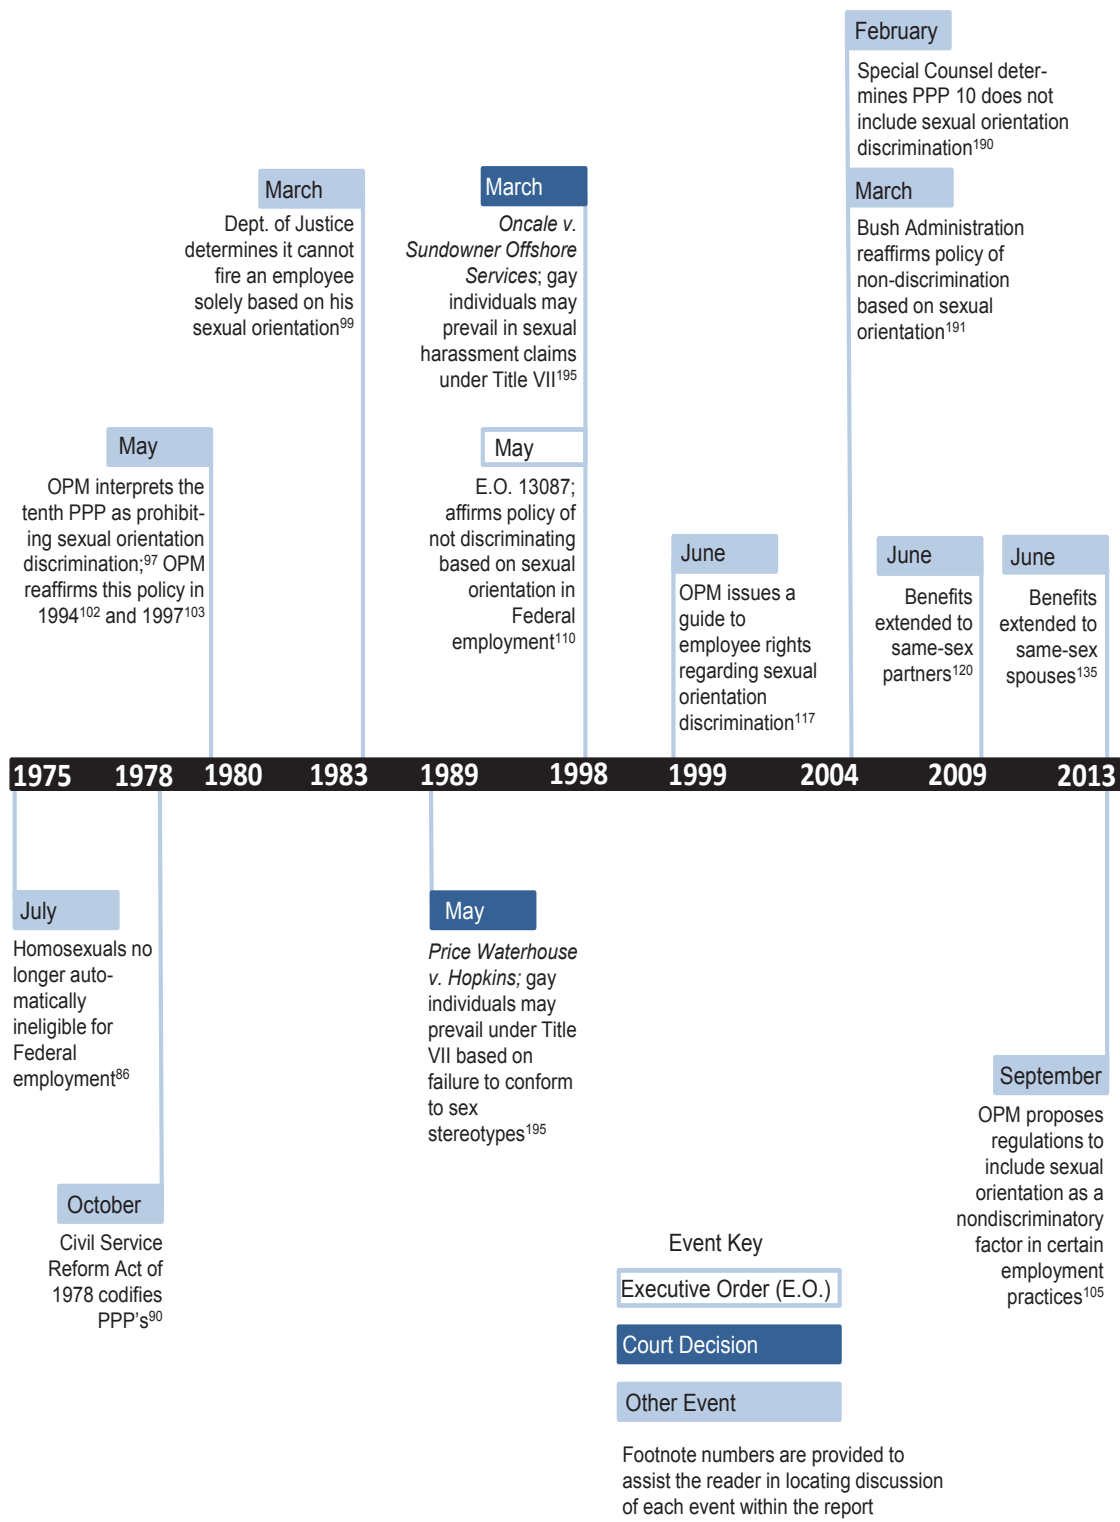 February
Special Counsel deter-
mines PPP 10 does not
include sexual orientation
discrimination190
March
Dept. of Justice
determines it cannot
fire an employee
solely based on his
sexual orientation99
March
Oncale v.
Sundowner Offshore
Services; gay
individuals may
prevail in sexual
harassment claims
under Title VII195
March
Bush Administration
reaffirms policy of
non-discrimination
based on sexual
orientation191
May
OPM interprets the
tenth PPP as prohibit-
ing sexual orientation
discrimination;97 OPM
reaffirms this policy in
1994102 and 1997103
May
E.O. 13087;
affirms policy of
not discriminating
based on sexual
orientation in
Federal
employment110
June
OPM issues a
guide to
employee rights
regarding sexual
orientation
discrimination117
June
Benefits
extended to
same-sex
partners120
June
Benefits
extended to
same-sex
spouses135
1975 1978 1980 1983 1989 1998 1999 2004 2009 2013
July
Homosexuals no
longer auto-
matically
ineligible for
Federal
employment86
October
Civil Service
Reform Act of
1978 codifies
PPP's90
May
Price Waterhouse
v. Hopkins; gay
individuals may
prevail under Title
VII based on
failure to conform
to sex
stereotypes195
September
OPM proposes
regulations to
include sexual
orientation as a
nondiscriminatory
factor in certain
employment
practices105
Event Key
Executive Order (E.O.)
Court Decision
Other Event
Footnote numbers are provided to
assist the reader in locating discussion
of each event within the report